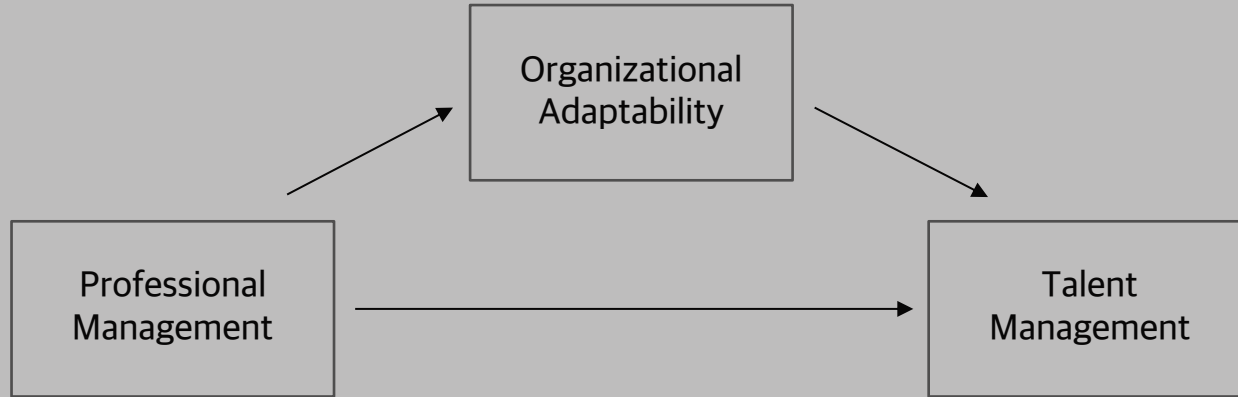 Organizational
Adaptability
Professional
Management
Talent
Management